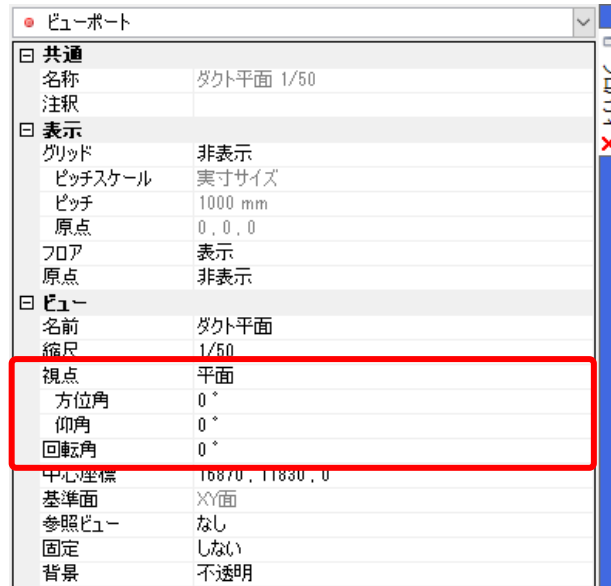 ビューポート
共通
名称 ダクト平面 1/50
注釈
表示
グリッド 非表示
ピッチスケール 実寸サイズ
ピッチ 1000 mm
原点 0 , 0 , 0
フロア 表示
原点 非表示
ビュー
名前 ダクト平面
縮尺 1/50
視点 平面
方位角 0 °
仰角 0 °
回転角 0 °
中心座標 16870 , 11830 , 0
基準面 XY面
参照ビュー なし
固定 しない
背景 不透明